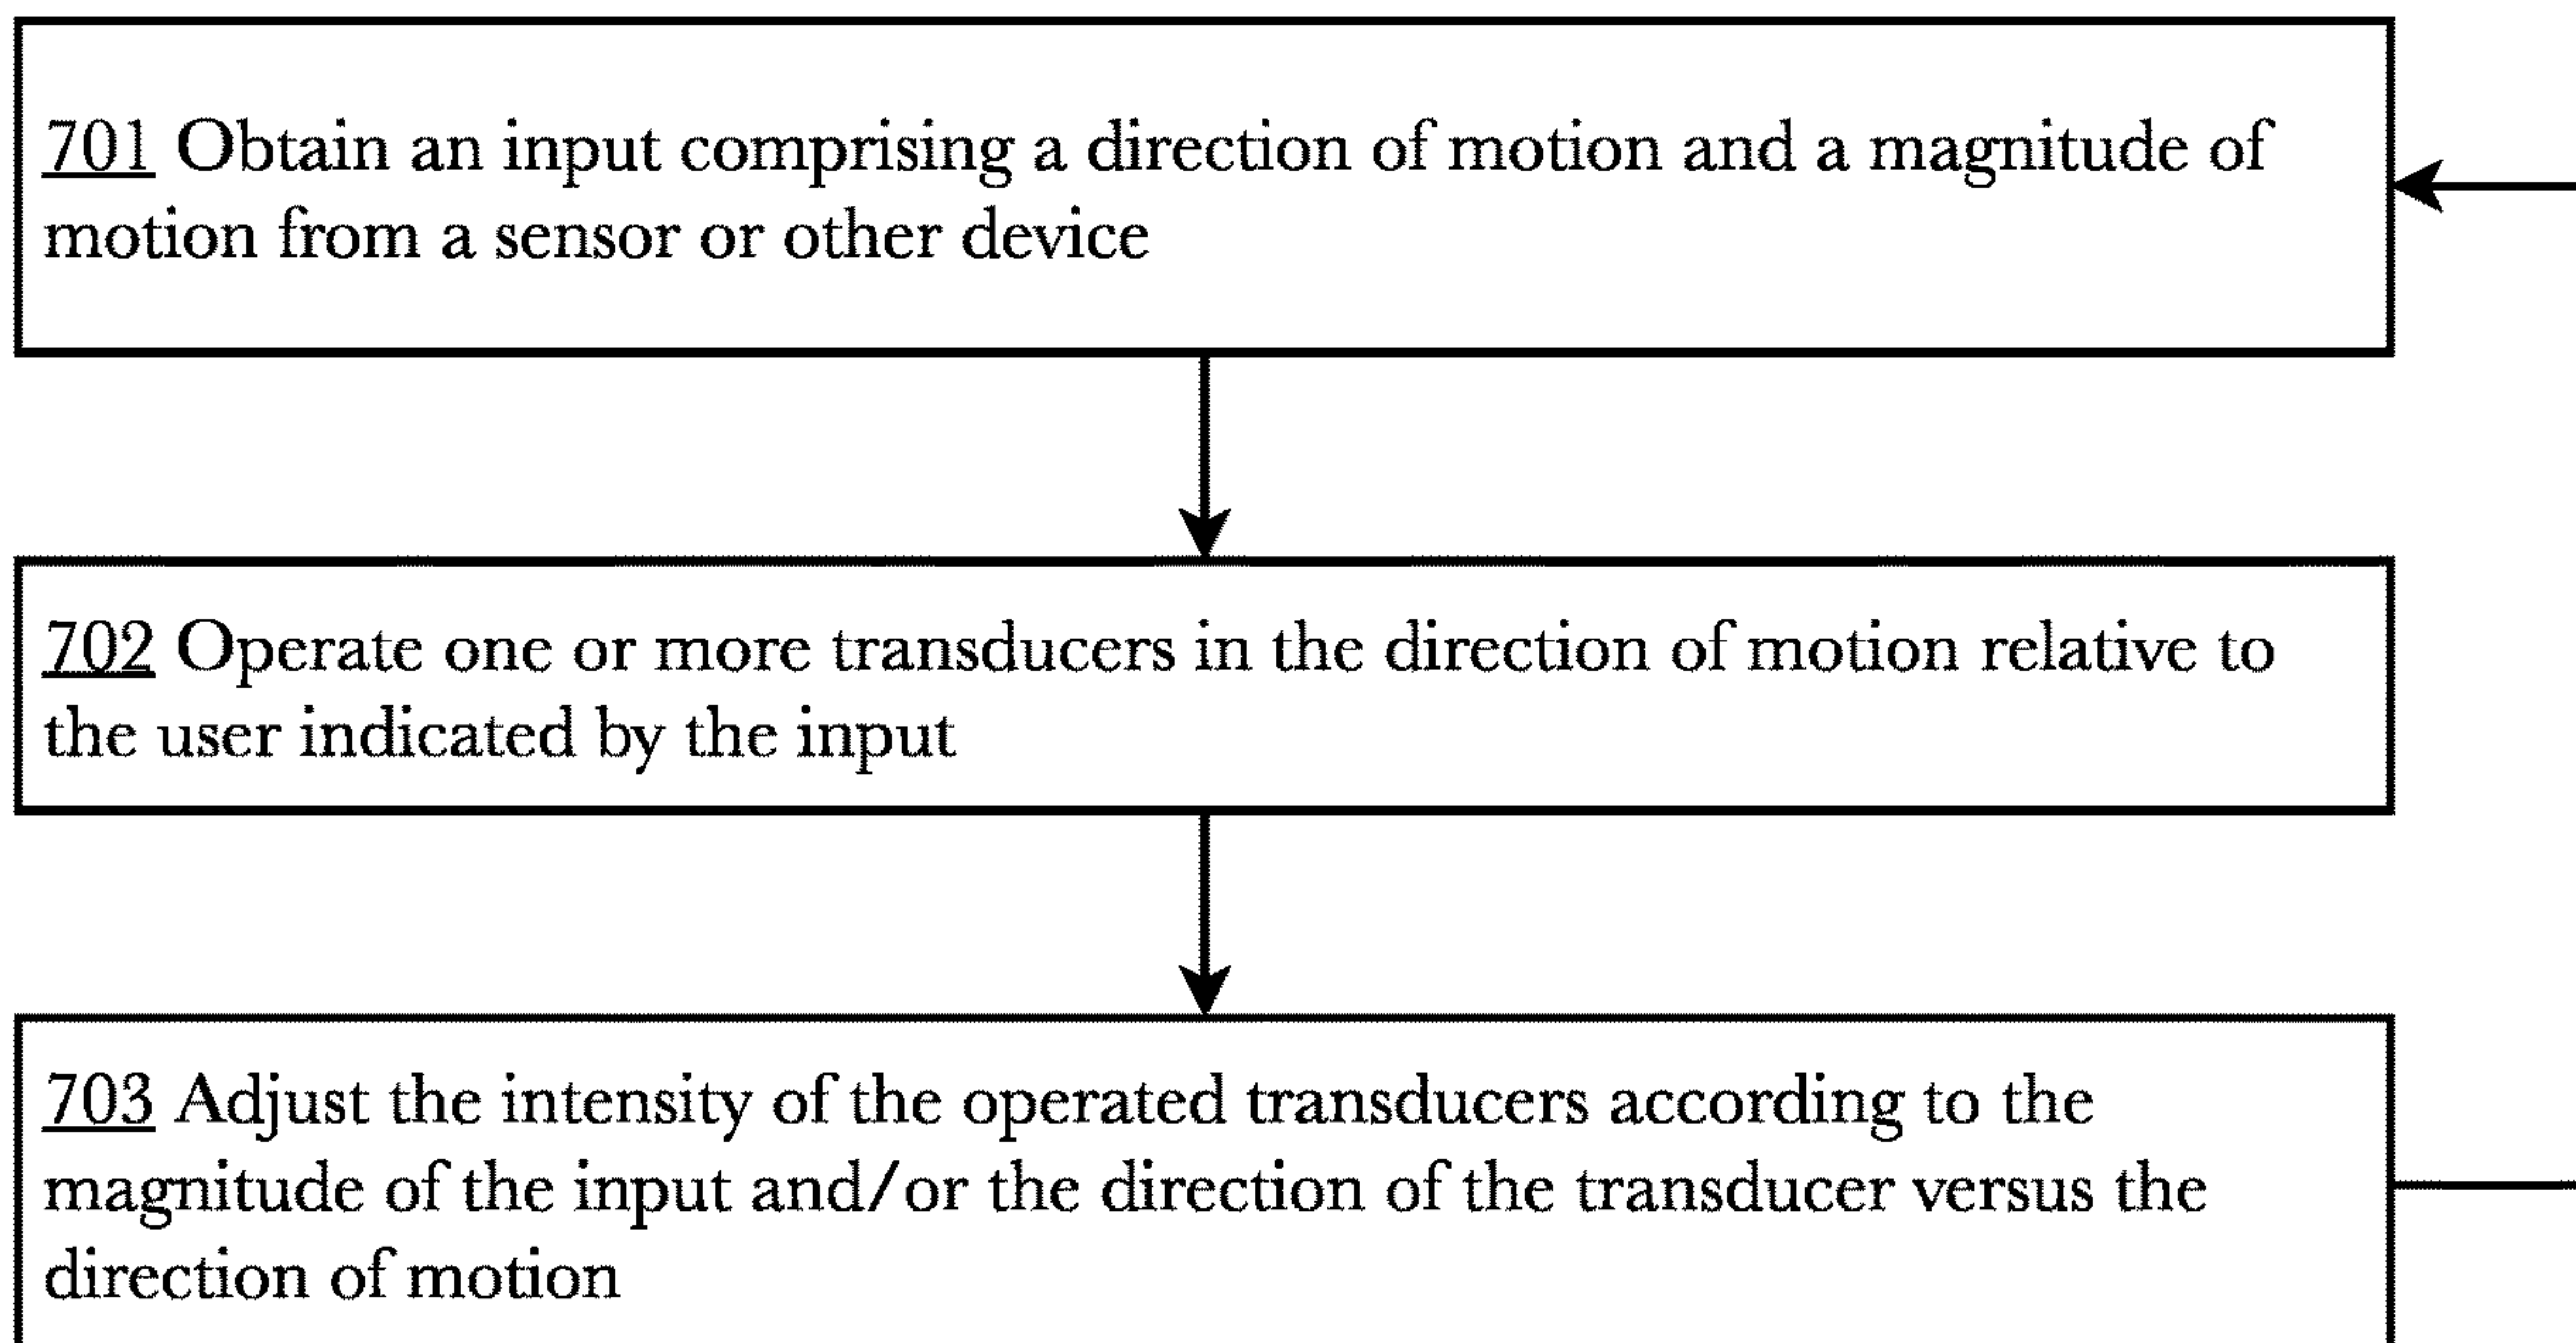 701 Obtain an input comprising a direction of motion and a magnitude of
motion from a sensor or other device
702 Operate one or more transducers in the direction of motion relative to
the user indicated by the input
703 Adjust the intensity of the operated transducers according to the
magnitude of the input and/or the direction of the transducer versus the
direction of motion